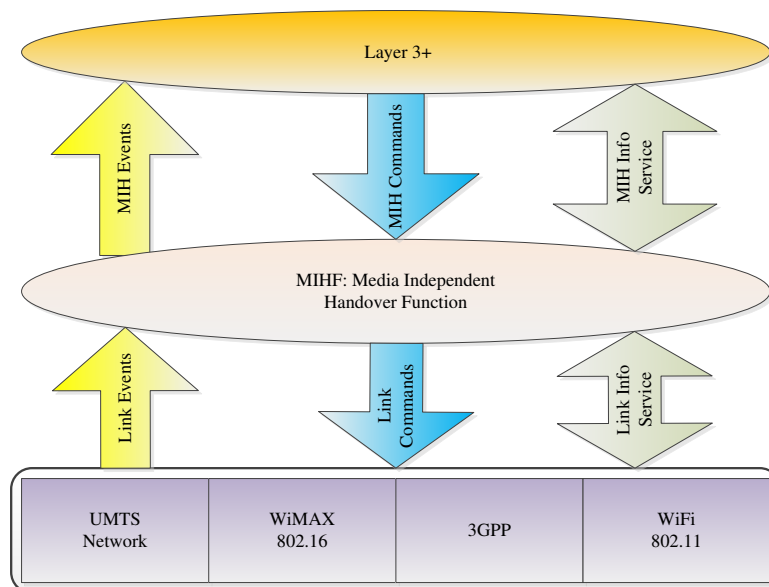 Layer 3+
MIH Events
MIH Commands
MIH Info
Service
MIHF: Media Independent
Handover Function
Link Events
Link
Commands
Link Info
Service
UMTS
Network
WiMAX
802.16
3GPP
WiFi
802.11